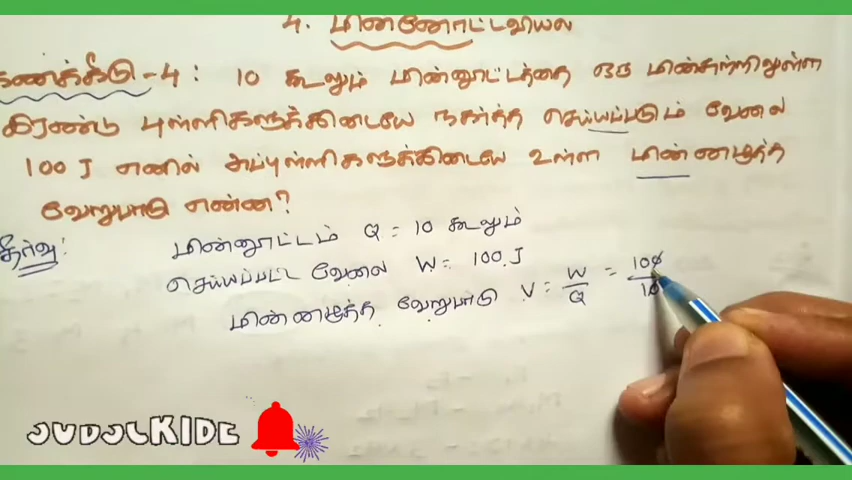 4. மின்னோட்டவியல்
கணக்கீடு-4: 10 கூலும் மின்னூட்டத்தை ஒரு மின்சுற்றிலுள்ள
இரண்டு புள்ளிகளுக்கிடையே நகர்த்த செய்யப்படும் வேலை
100 J எனில் அப்புள்ளிகளுக்கிடையே உள்ள மின்னழுத்த
வேறுபாடு என்ன?
தீர்வு: மின்னூட்டம் Q = 10 கூலும்
செய்யப்பட்ட வேலை W = 100 J
மின்னழுத்த வேறுபாடு V = W/Q = 100/10
JUDALKIDE